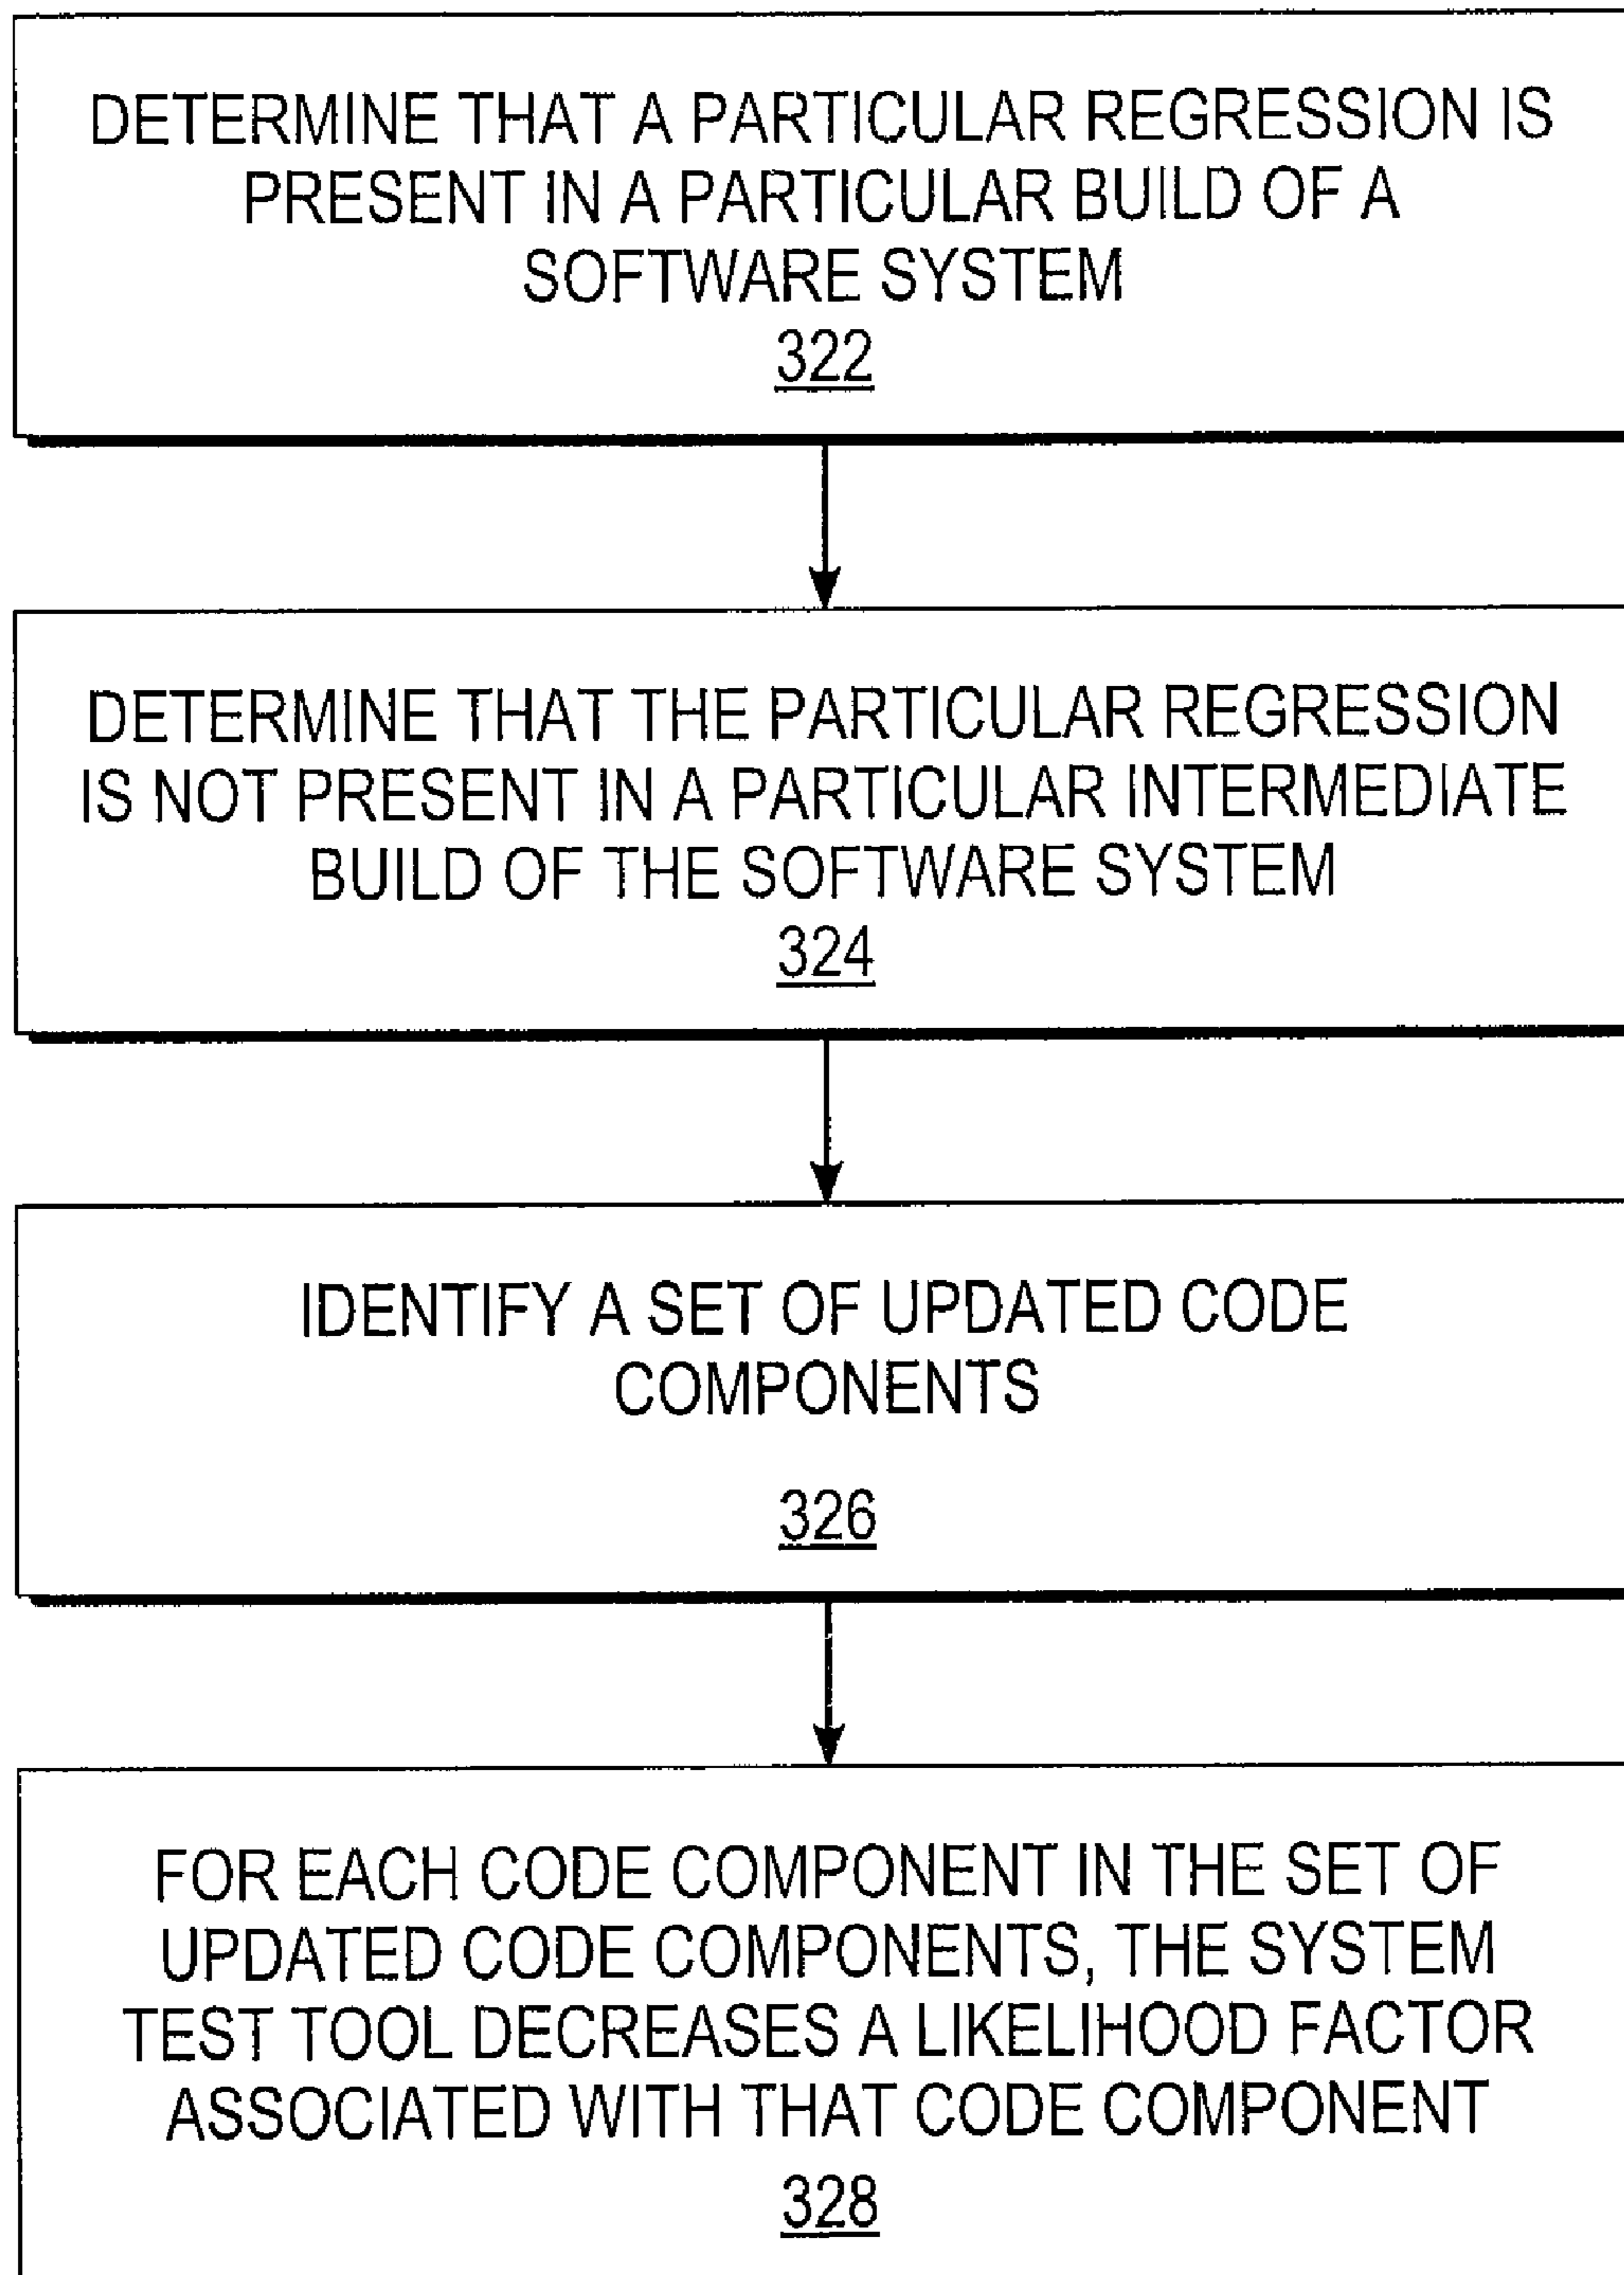 DETERMINE THAT A PARTICULAR REGRESSION IS
PRESENT IN A PARTICULAR BUILD OF A
SOFTWARE SYSTEM
322
DETERMINE THAT THE PARTICULAR REGRESSION
IS NOT PRESENT IN A PARTICULAR INTERMEDIATE
BUILD OF THE SOFTWARE SYSTEM
324
IDENTIFY A SET OF UPDATED CODE
COMPONENTS
326
FOR EACH CODE COMPONENT IN THE SET OF
UPDATED CODE COMPONENTS, THE SYSTEM
TEST TOOL DECREASES A LIKELIHOOD FACTOR
ASSOCIATED WITH THAT CODE COMPONENT
328